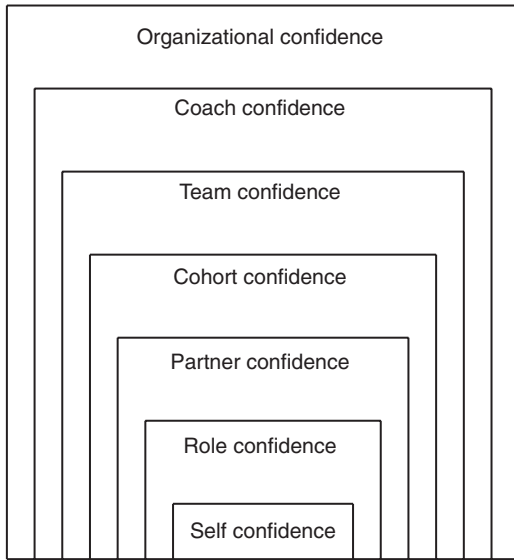 Organizational confidence
Coach confidence
Team confidence
Cohort confidence
Partner confidence
Role confidence
Self confidence